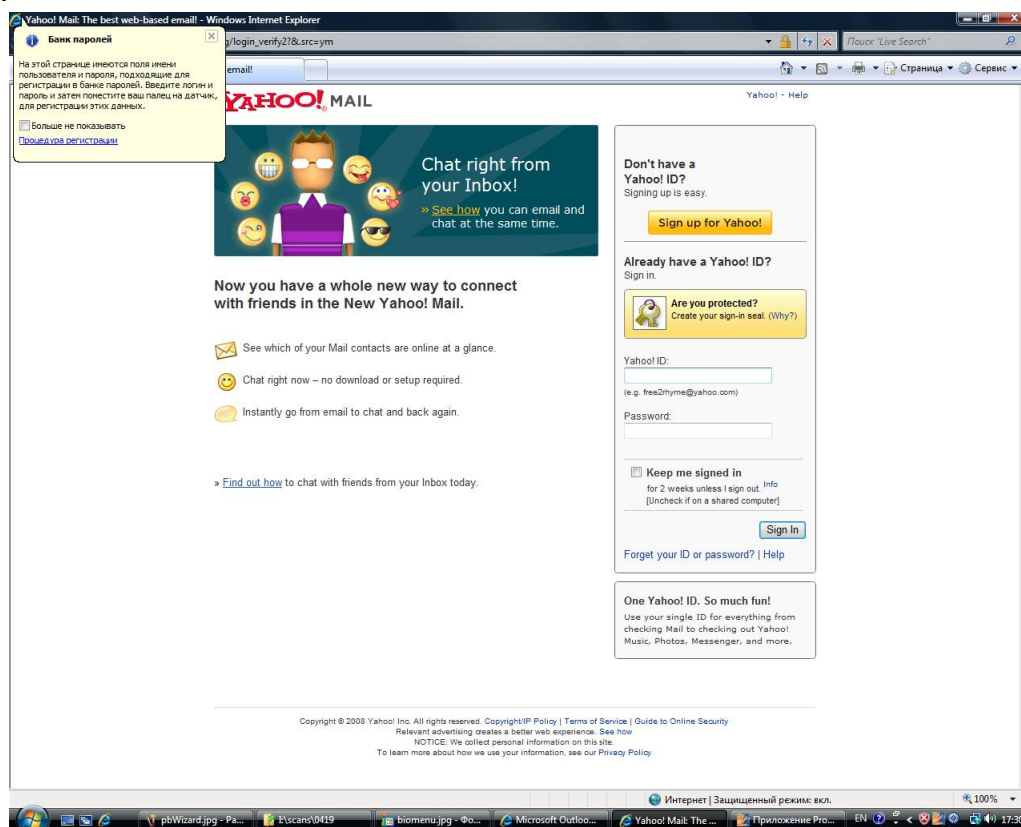 Yahoo! Mail: The best web-based email! - Windows Internet Explorer
Банк паролей
На этой странице имеются поля имени
пользователя и пароля, подходящие для
регистрации в банке паролей. Введите логин и
пароль и затем поместите ваш палец на датчик,
для регистрации этих данных.
Больше не показывать
Процедура регистрации
g/login_verify2?&.src=ym
Поиск "Live Search"
email!
Страница
Сервис
YAHOO! MAIL
Yahoo! - Help
Chat right from
your Inbox!
» See how you can email and
chat at the same time.
Now you have a whole new way to connect
with friends in the New Yahoo! Mail.
See which of your Mail contacts are online at a glance.
Chat right now – no download or setup required.
Instantly go from email to chat and back again.
» Find out how to chat with friends from your Inbox today.
Don't have a
Yahoo! ID?
Signing up is easy.
Sign up for Yahoo!
Already have a Yahoo! ID?
Sign in.
Are you protected?
Create your sign-in seal. (Why?)
Yahoo! ID:
(e.g. free2rhyme@yahoo.com)
Password:
Keep me signed in
for 2 weeks unless I sign out. Info
[Uncheck if on a shared computer]
Sign In
Forget your ID or password? | Help
One Yahoo! ID. So much fun!
Use your single ID for everything from
checking Mail to checking out Yahoo!
Music, Photos, Messenger, and more.
Copyright © 2008 Yahoo! Inc. All rights reserved. Copyright/IP Policy | Terms of Service | Guide to Online Security
Relevant advertising creates a better web experience. See how
NOTICE: We collect personal information on this site.
To learn more about how we use your information, see our Privacy Policy
Интернет | Защищенный режим: вкл.
100%
pbWizard.jpg - Pa...
I:\scans\0419
biomenu.jpg - Фо...
Microsoft Outloo...
Yahoo! Mail: The ...
Приложение Pro...
EN
17:30